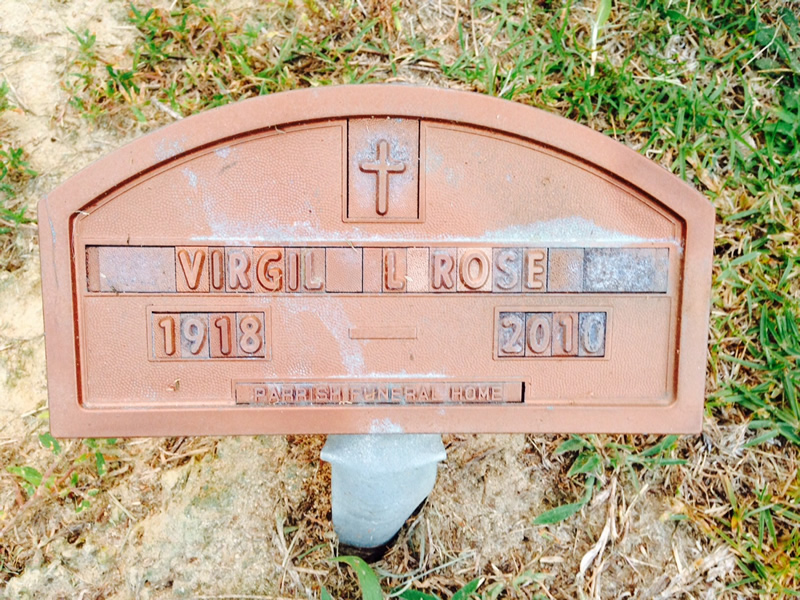 VIRGIL L ROSE
1918 2010
PARRISH FUNERAL HOME